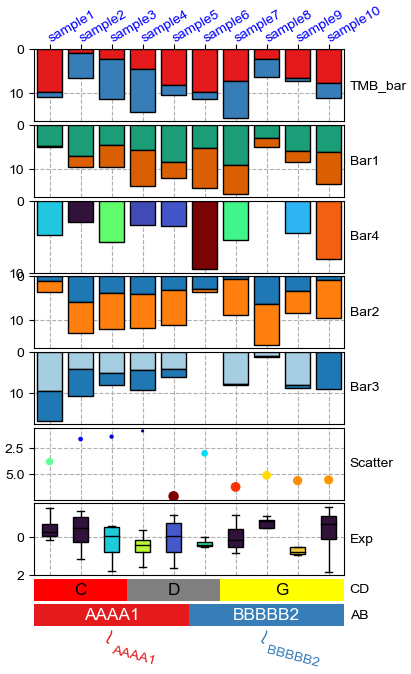 sample1 sample2 sample3 sample4 sample5 sample6 sample7 sample8 sample9 sample10
0
10
TMB_bar
0
10
Bar1
0
10
Bar4
0
10
Bar2
0
10
Bar3
2.5
5.0
Scatter
0
2
Exp
C D G CD
AAAA1 BBBBB2 AB
AAAA1 BBBBB2